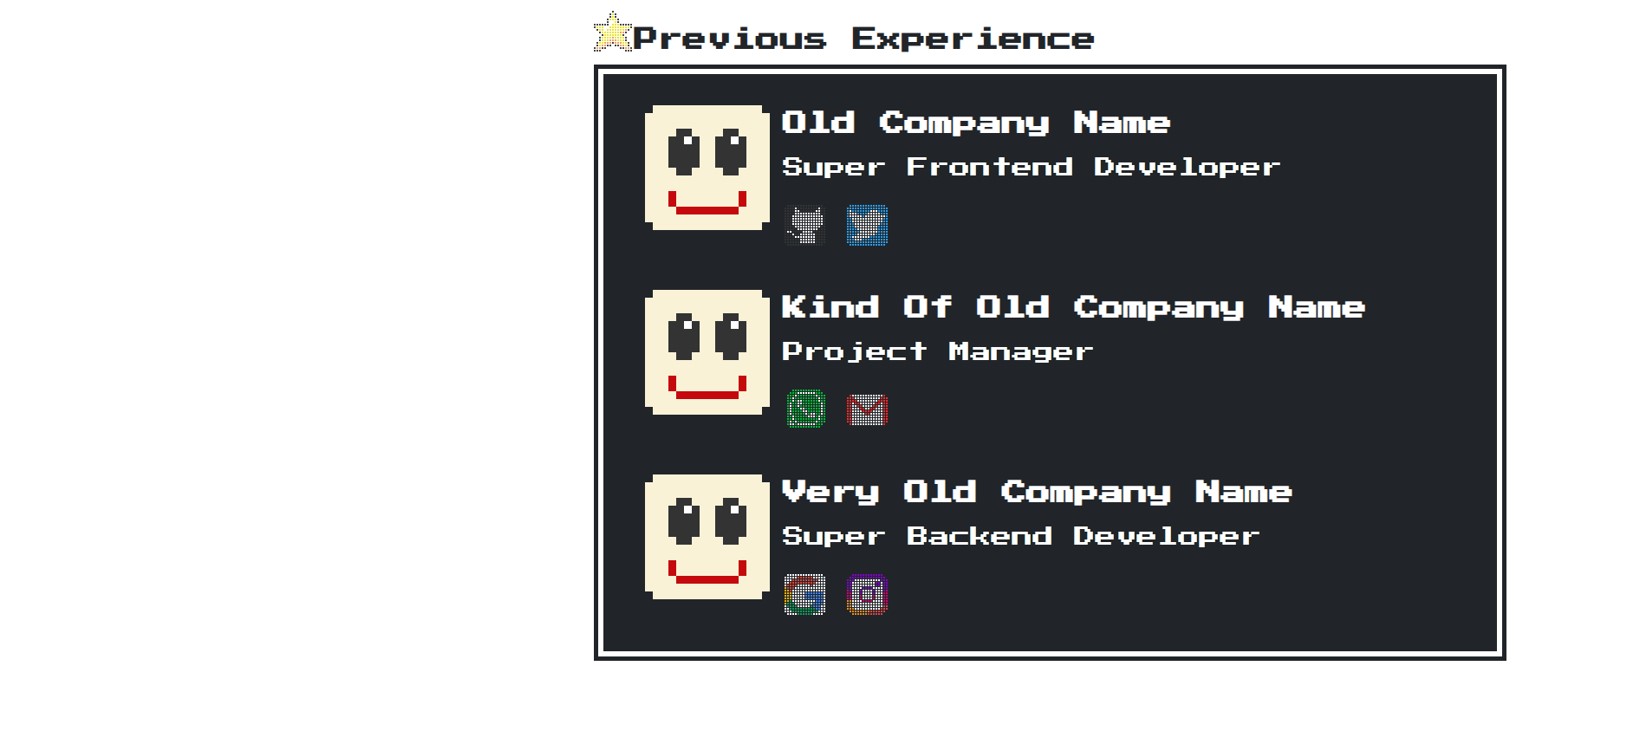 Previous Experience
Old Company Name
Super Frontend Developer
Kind Of Old Company Name
Project Manager
Very Old Company Name
Super Backend Developer